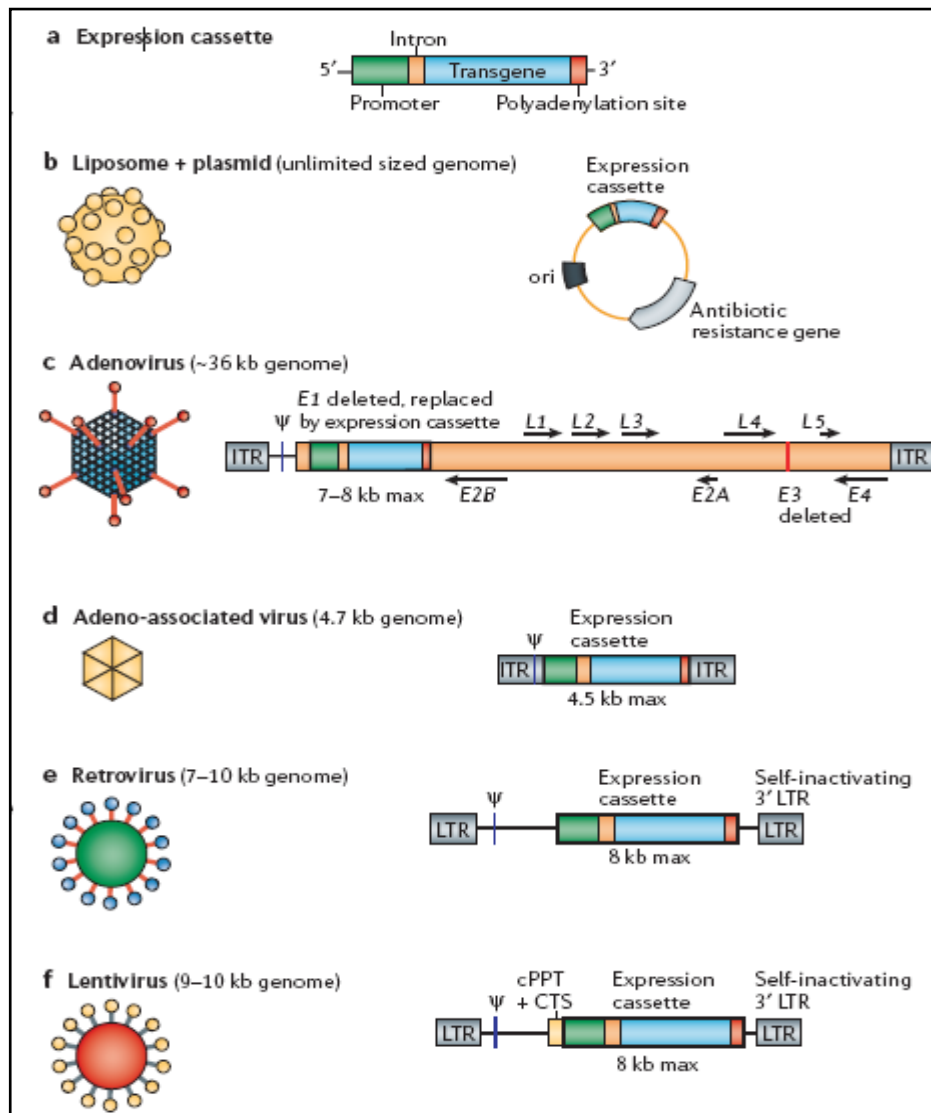 a Expression cassette
Intron
5′
Transgene
3′
Promoter
Polyadenylation site
b Liposome + plasmid (unlimited sized genome)
Expression
cassette
ori
Antibiotic
resistance gene
c Adenovirus (~36 kb genome)
E1 deleted, replaced
by expression cassette
Ψ
L1
L2
L3
L4
L5
ITR
ITR
7–8 kb max
E2B
E2A
E3
deleted
E4
d Adeno-associated virus (4.7 kb genome)
Expression
cassette
Ψ
ITR
ITR
4.5 kb max
e Retrovirus (7–10 kb genome)
Expression
cassette
Self-inactivating
3′ LTR
Ψ
LTR
LTR
8 kb max
f Lentivirus (9–10 kb genome)
cPPT
+ CTS
Expression
cassette
Self-inactivating
3′ LTR
Ψ
LTR
LTR
8 kb max